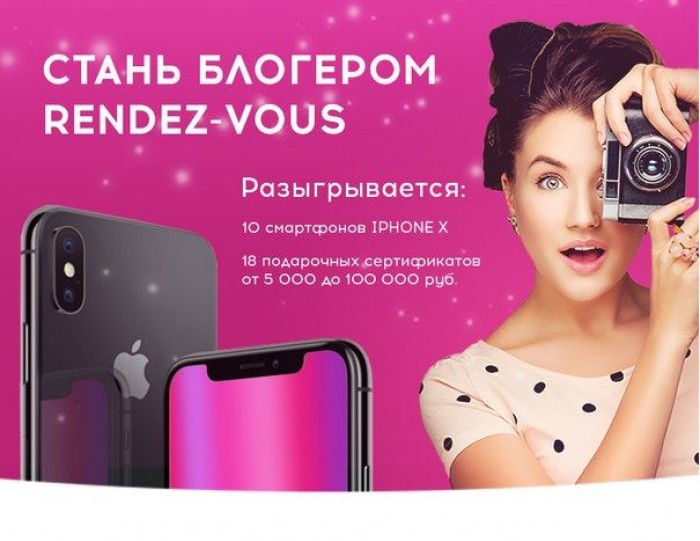 СТАНЬ БЛОГЕРОМ
RENDEZ-VOUS
Разыгрывается:
10 смартфонов IPHONE X
18 подарочных сертификатов
от 5 000 до 100 000 руб.